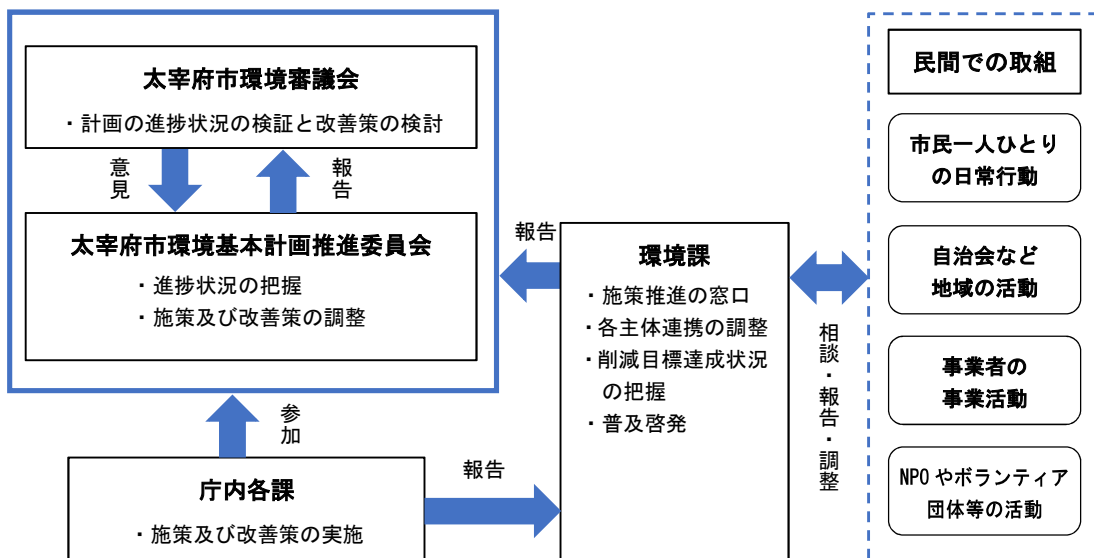 太宰府市環境審議会
・計画の進捗状況の検証と改善策の検討
意見
報告
太宰府市環境基本計画推進委員会
・進捗状況の把握
・施策及び改善策の調整
参加
庁内各課
・施策及び改善策の実施
報告
報告
環境課
・施策推進の窓口
・各主体連携の調整
・削減目標達成状況
の把握
・普及啓発
相談・報告・調整
民間での取組
市民一人ひとり
の日常行動
自治会など
地域の活動
事業者の
事業活動
NPOやボランティア
団体等の活動